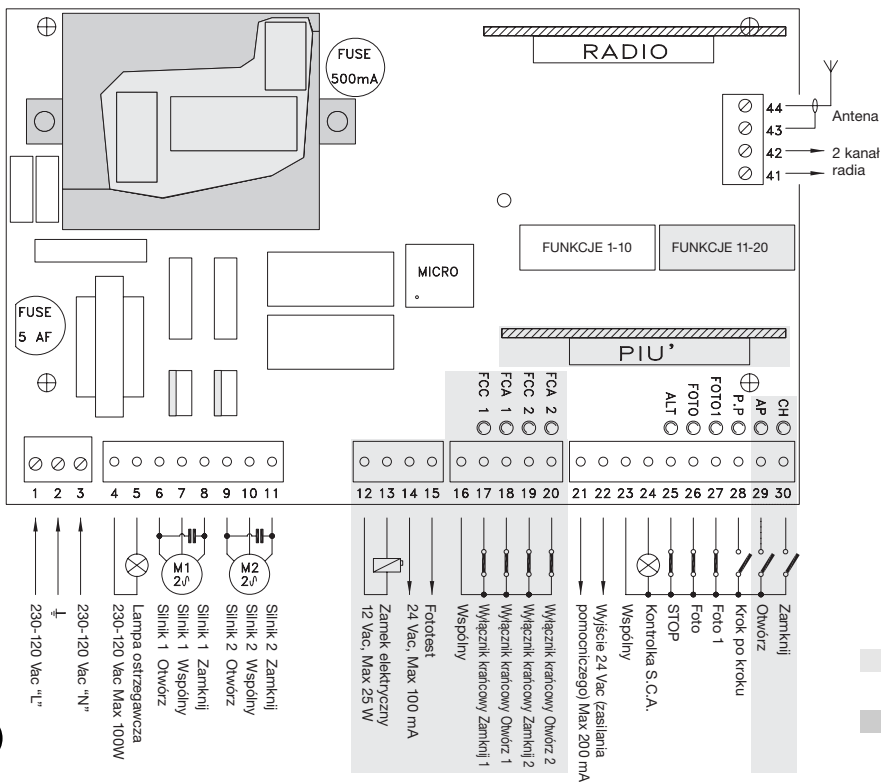 FUSE
500mA
RADIO
44
43
42
41
Antena
2 kanał
radia
FUNKCJE 1-10
FUNKCJE 11-20
MICRO
FUSE
5 AF
PIU’
FCC 1
FCA 1
FCC 2
FCA 2
ALT
FOTO
FOTO1
P.P
AP
CH
1
2
3
4
5
6
7
8
9
10
11
12
13
14
15
16
17
18
19
20
21
22
23
24
25
26
27
28
29
30
M1
2
M2
2
230-120 Vac “L”
230-120 Vac “N”
230-120 Vac Max 100W
Lampa ostrzegawcza
Silnik 1 Otwórz
Silnik 1 Wspólny
Silnik 1 Zamknij
Silnik 2 Otwórz
Silnik 2 Wspólny
Silnik 2 Zamknij
12 Vac, Max 25 W
Zamek elektryczny
24 Vac, Max 100 mA
Fototest
Wspólny
Wyłącznik krańcowy Zamknij 1
Wyłącznik krańcowy Otwórz 1
Wyłącznik krańcowy Zamknij 2
Wyłącznik krańcowy Otwórz 2
pomocniczego) Max 200 mA
Wyjście 24 Vac (zasilania
Wspólny
Kontrolka S.C.A.
STOP
Foto
Foto 1
Krok po kroku
Otwórz
Zamknij